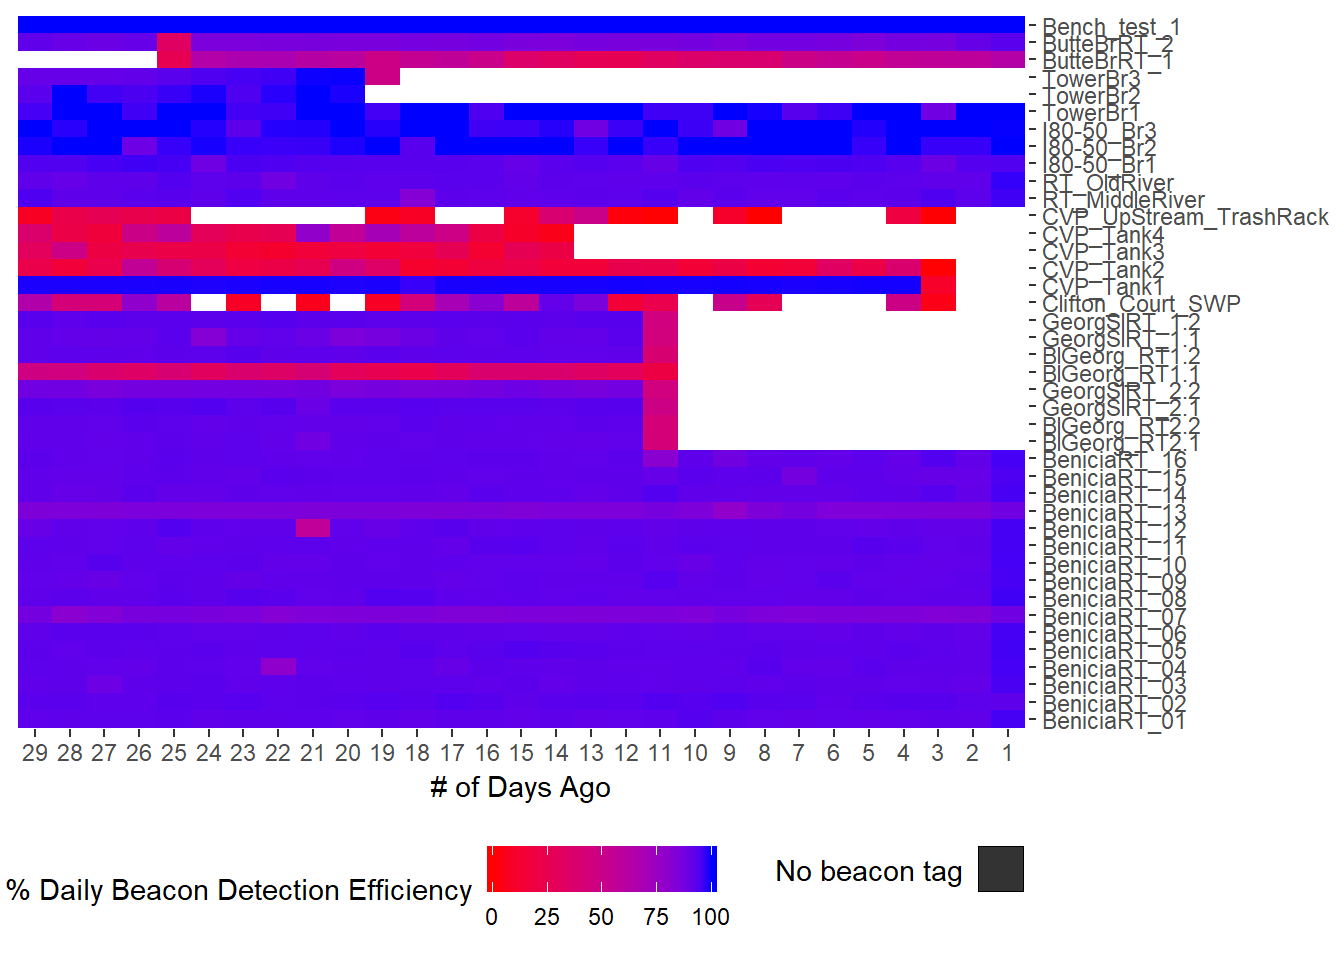 Bench_test_1
ButteBrRT_2
ButteBrRT_1
TowerBr3
TowerBr2
TowerBr1
I80-50_Br3
I80-50_Br2
I80-50_Br1
RT_OldRiver
RT_MiddleRiver
CVP_UpStream_TrashRack
CVP_Tank4
CVP_Tank3
CVP_Tank2
CVP_Tank1
Clifton_Court_SWP
GeorgSlRT_1.2
GeorgSlRT_1.1
BlGeorg_RT1.2
BlGeorg_RT1.1
GeorgSlRT_2.2
GeorgSlRT_2.1
BlGeorg_RT2.2
BlGeorg_RT2.1
BeniciaRT_16
BeniciaRT_15
BeniciaRT_14
BeniciaRT_13
BeniciaRT_12
BeniciaRT_11
BeniciaRT_10
BeniciaRT_09
BeniciaRT_08
BeniciaRT_07
BeniciaRT_06
BeniciaRT_05
BeniciaRT_04
BeniciaRT_03
BeniciaRT_02
BeniciaRT_01
29 28 27 26 25 24 23 22 21 20 19 18 17 16 15 14 13 12 11 10 9 8 7 6 5 4 3 2 1
# of Days Ago
% Daily Beacon Detection Efficiency
0 25 50 75 100
No beacon tag